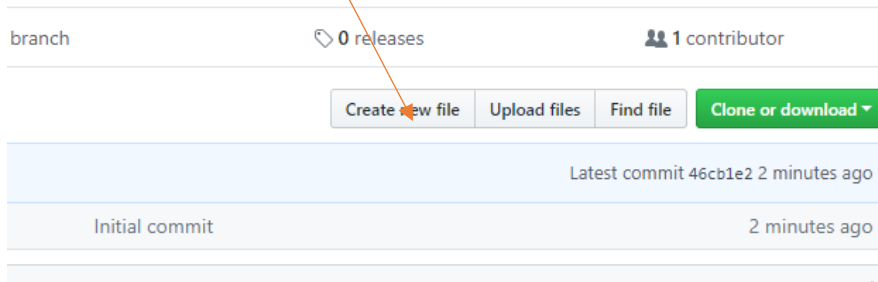 branch 0 releases 1 contributor
Create new file Upload files Find file Clone or download
Latest commit 46cb1e2 2 minutes ago
Initial commit 2 minutes ago